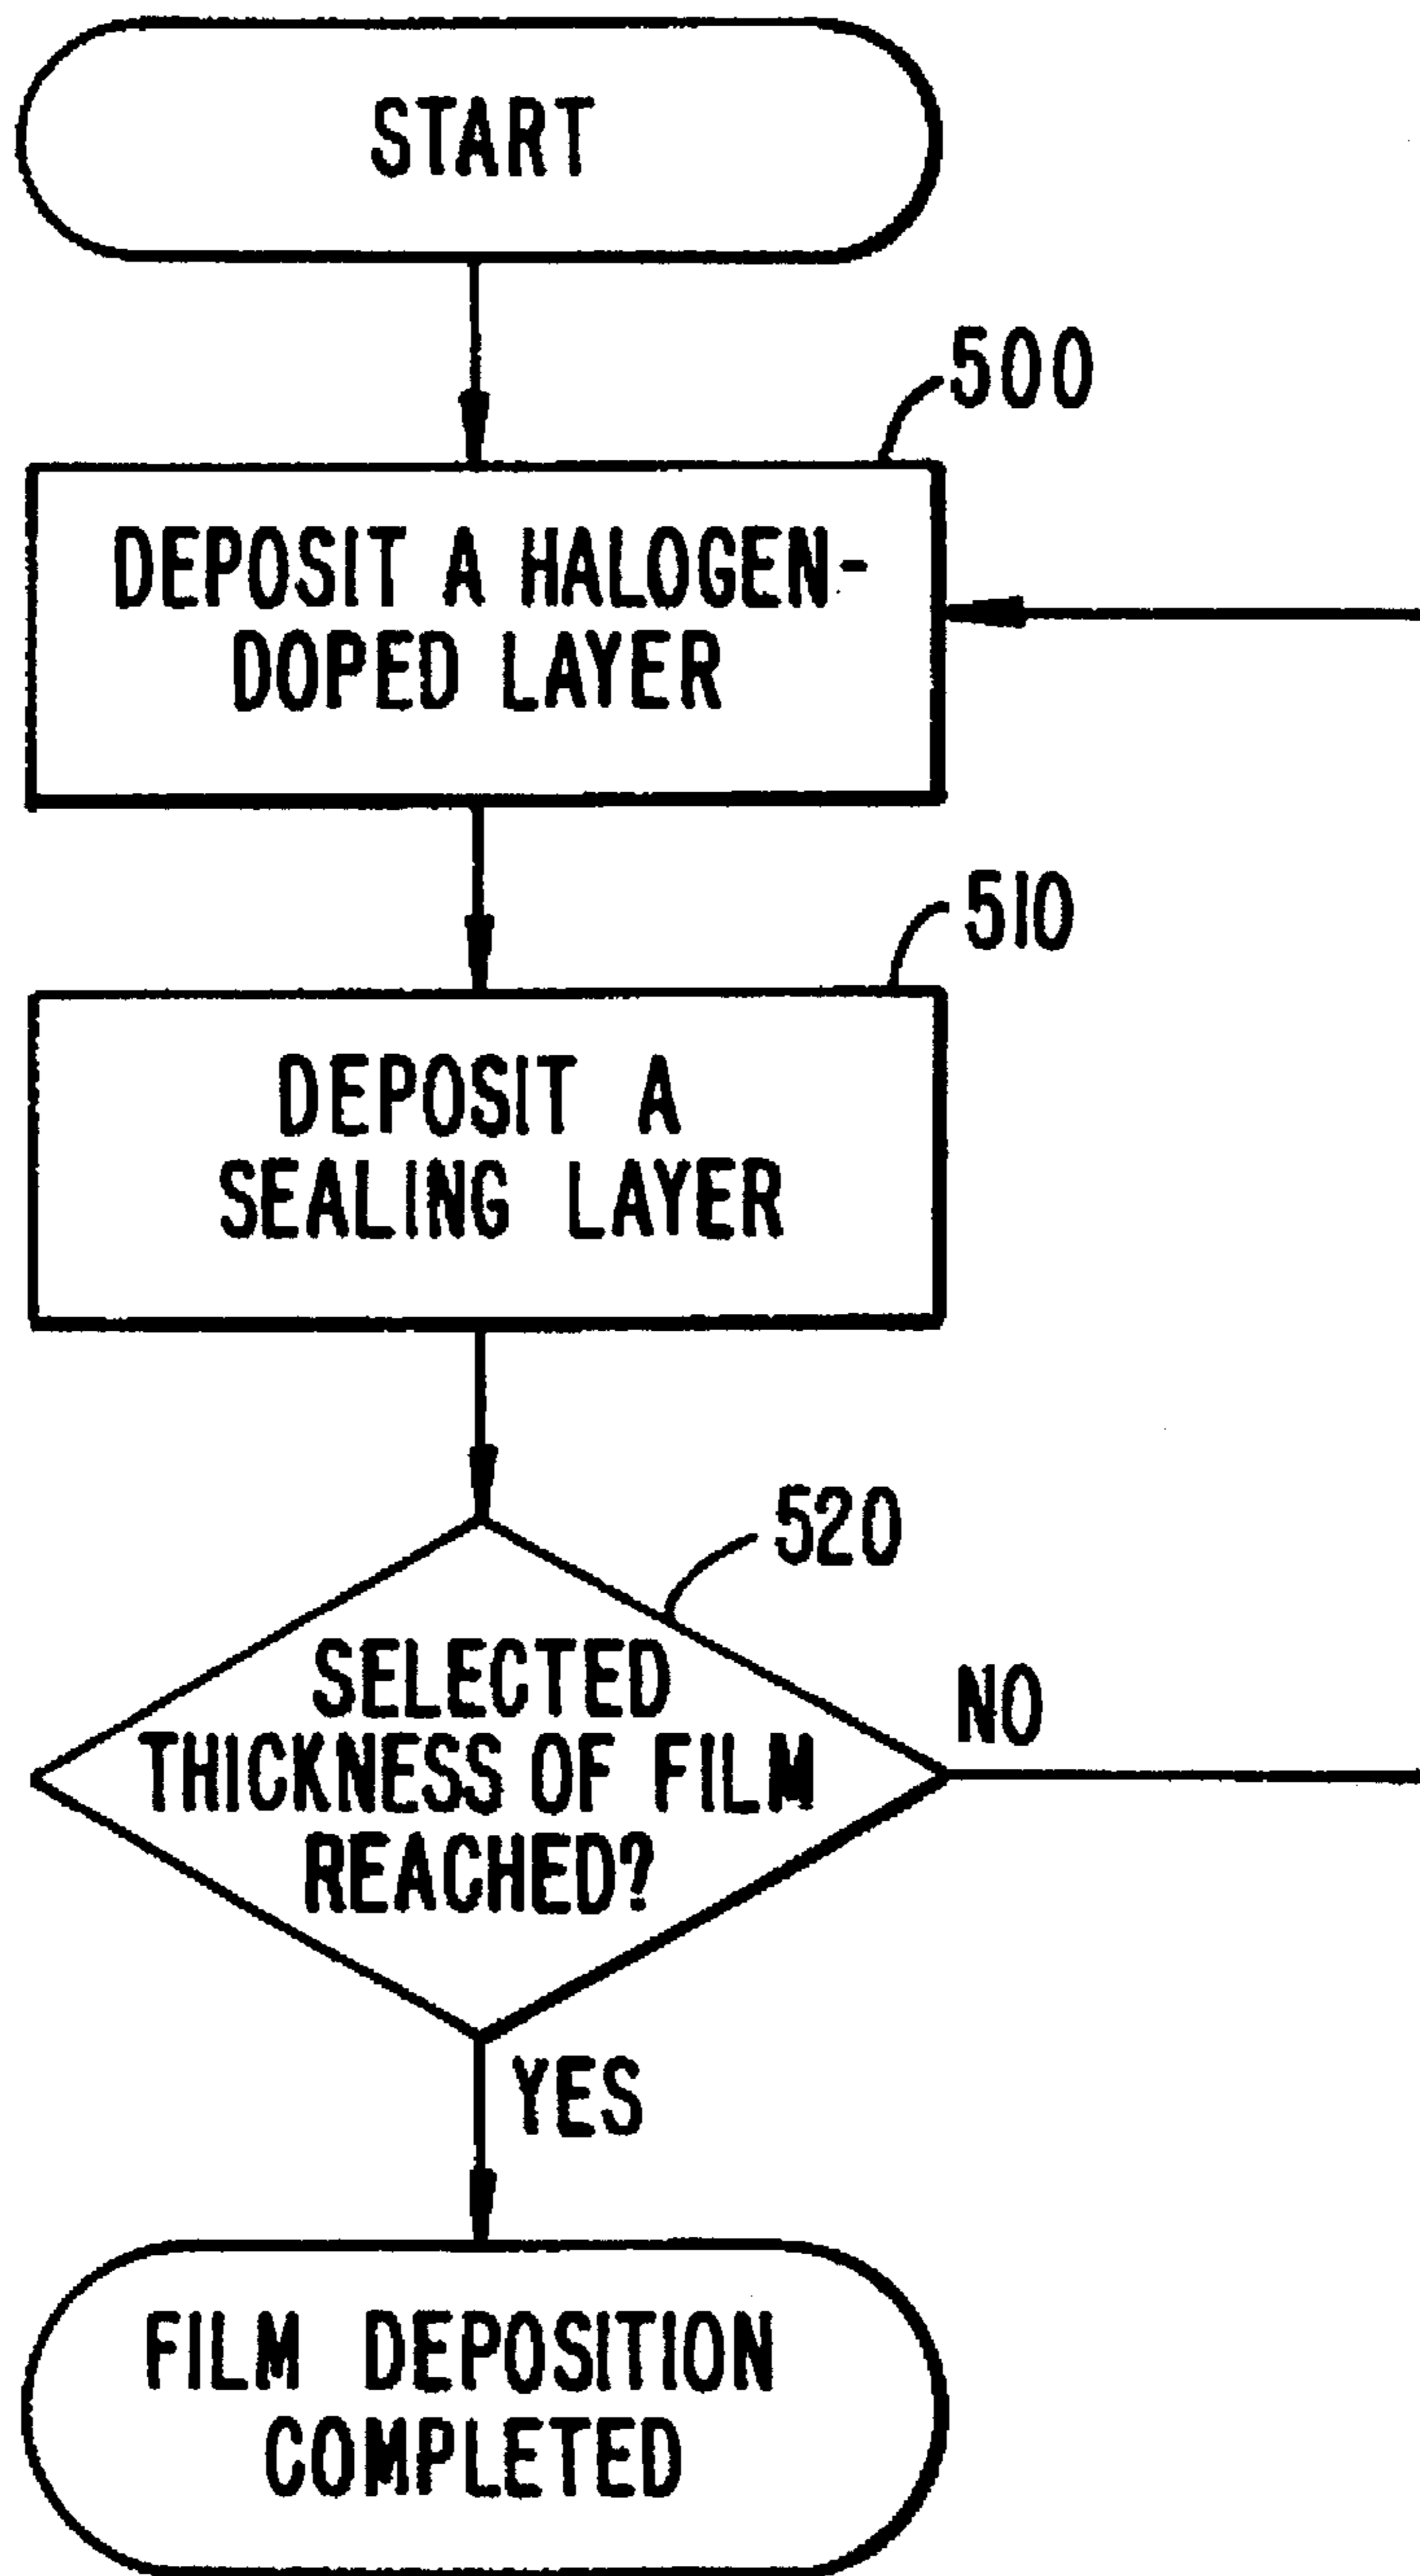 START
500
DEPOSIT A HALOGEN-
DOPED LAYER
510
DEPOSIT A
SEALING LAYER
520
SELECTED
THICKNESS OF FILM
REACHED?
NO
YES
FILM DEPOSITION
COMPLETED